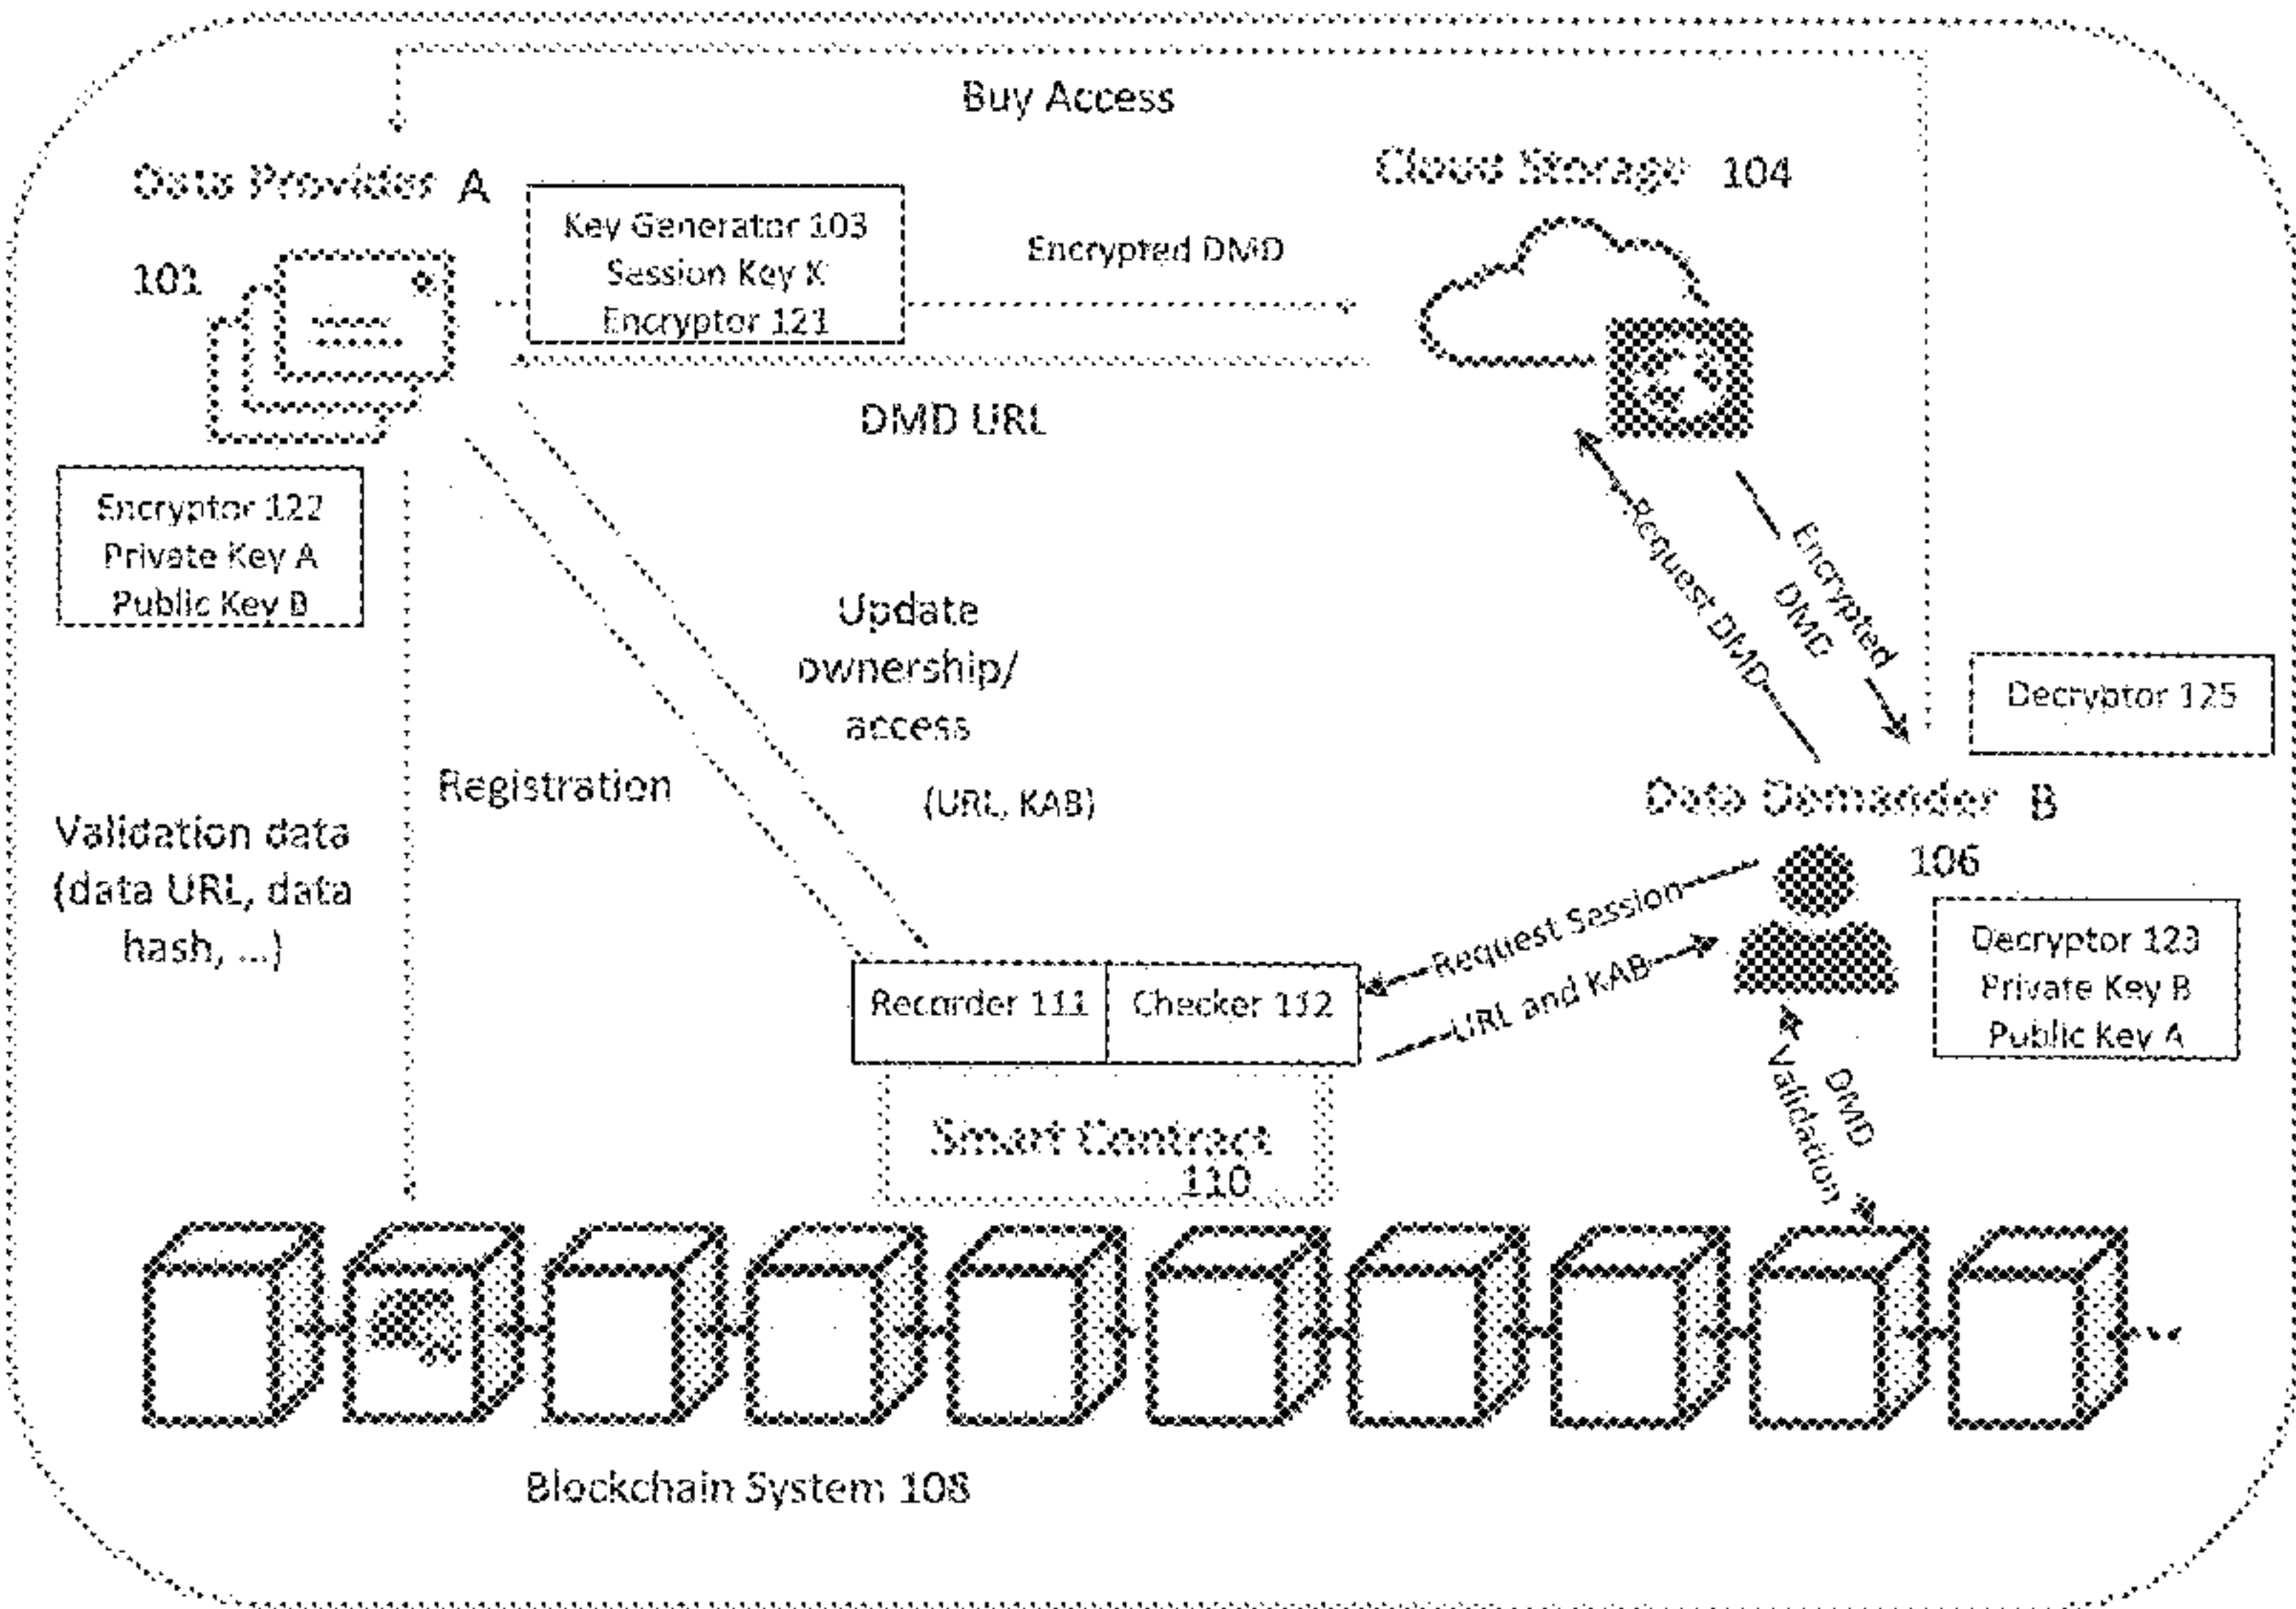 Buy Access
Data Provider A
Cloud Storage 104
101
Key Generator 103
Session Key K
Encryptor 121
Encrypted DMD
DMD URL
Encryptor 122
Private Key A
Public Key B
Request DMD
Encrypted
DMD
Update
ownership/
access
(URL, KAB)
Registration
Decryptor 125
Validation data
(data URL, data
hash, ...)
Data Demander B
106
Request Session
URL and KAB
Decryptor 123
Private Key B
Public Key A
Recorder 111
Checker 112
DMD
Validation
Smart Contract
110
Blockchain System 108